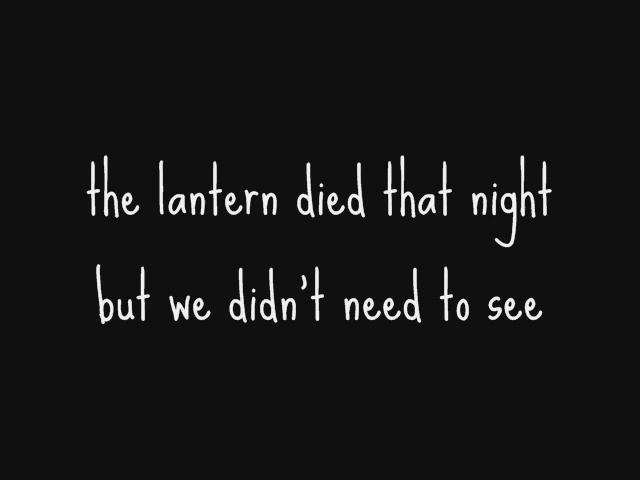 the lantern died that night
but we didn't need to see